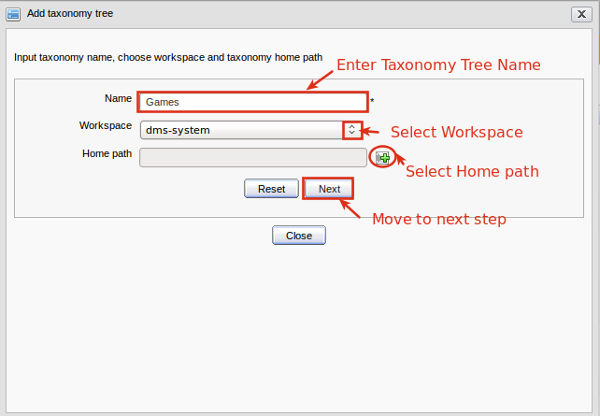 Add taxonomy tree
X
Input taxonomy name, choose workspace and taxonomy home path
Enter Taxonomy Tree Name
Name Games *
Workspace dms-system Select Workspace
Home path
Select Home path
Reset Next
Move to next step
Close